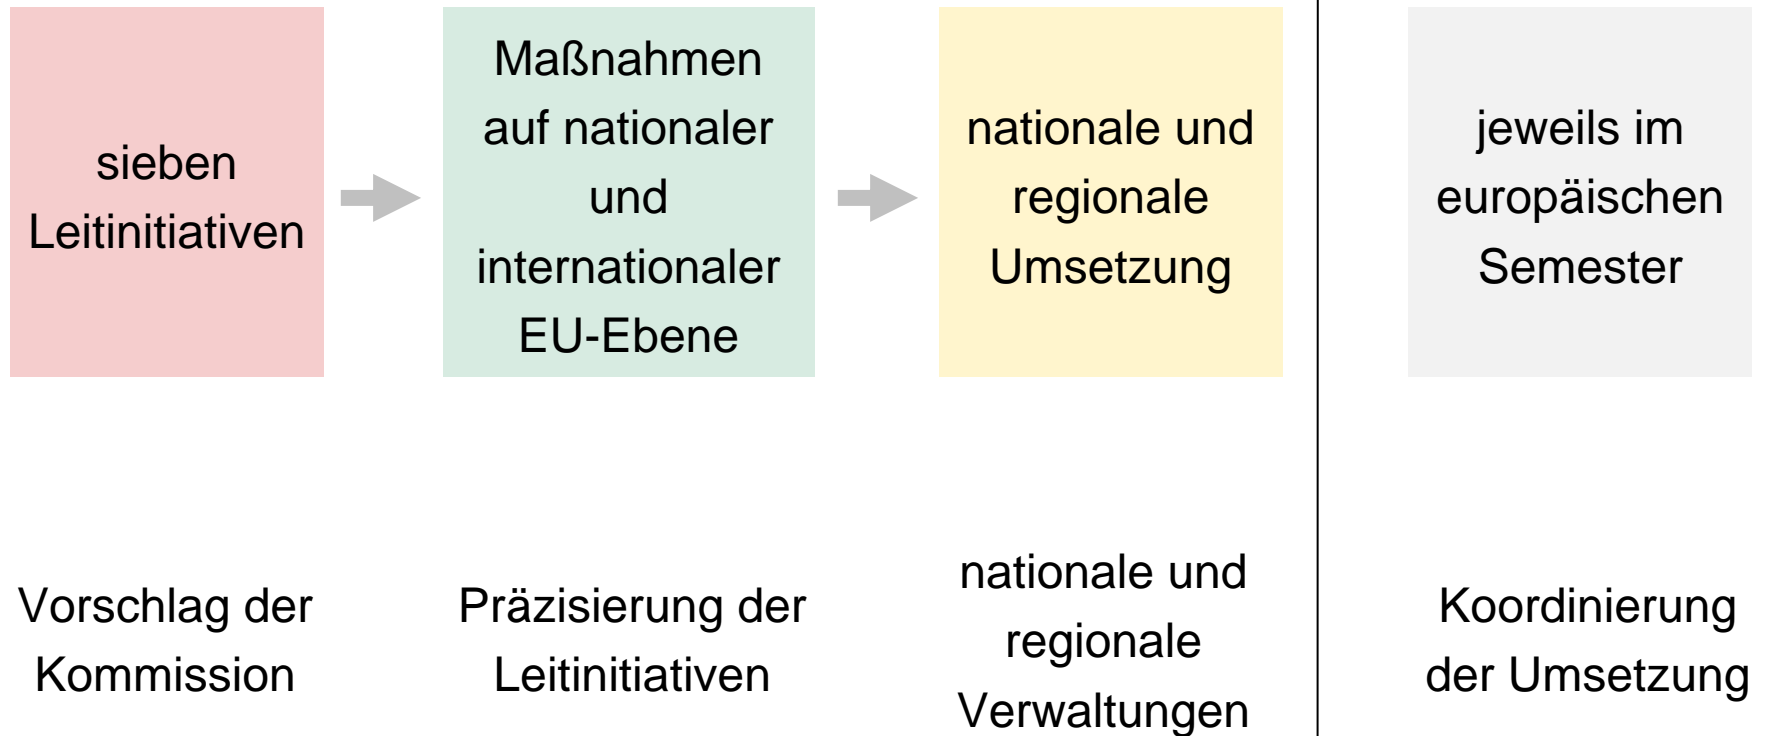 sieben
Leitinitiativen
Maßnahmen
auf nationaler
und
internationaler
EU-Ebene
nationale und
regionale
Umsetzung
jeweils im
europäischen
Semester
Vorschlag der
Kommission
Präzisierung der
Leitinitiativen
nationale und
regionale
Verwaltungen
Koordinierung
der Umsetzung